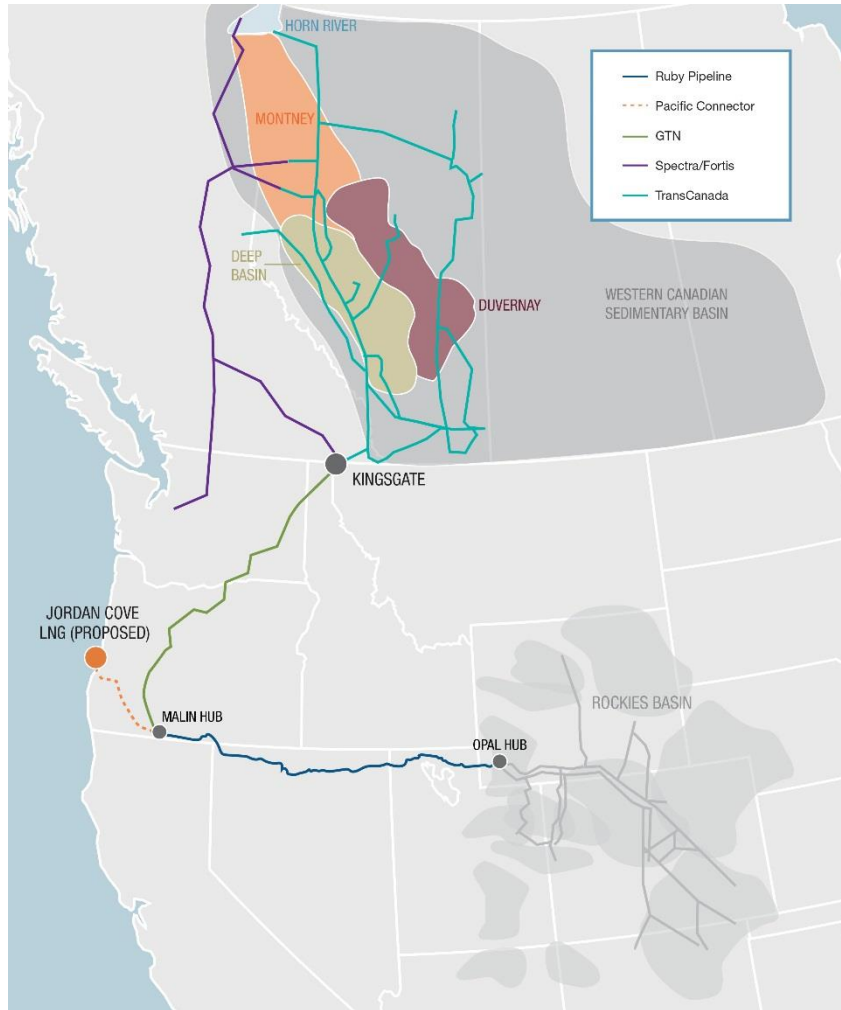 HORN RIVER
MONTNEY
Ruby Pipeline
Pacific Connector
GTN
Spectra/Fortis
TransCanada
DEEP
BASIN
DUVERNAY
WESTERN CANADIAN
SEDIMENTARY BASIN
KINGSGATE
JORDAN COVE
LNG (PROPOSED)
MALIN HUB
OPAL HUB
ROCKIES BASIN